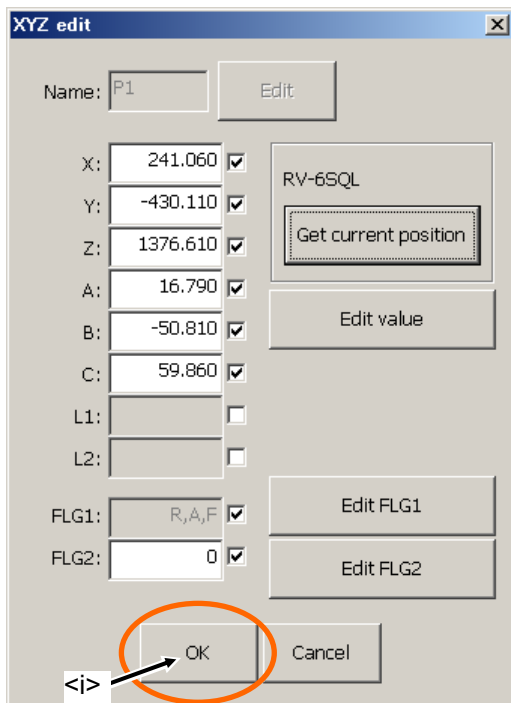 XYZ edit
Name: P1 Edit
X: 241.060
Y: -430.110
Z: 1376.610
A: 16.790
B: -50.810
C: 59.860
L1:
L2:
RV-6SQL
Get current position
Edit value
FLG1: R,A,F Edit FLG1
FLG2: 0 Edit FLG2
OK Cancel
<i>